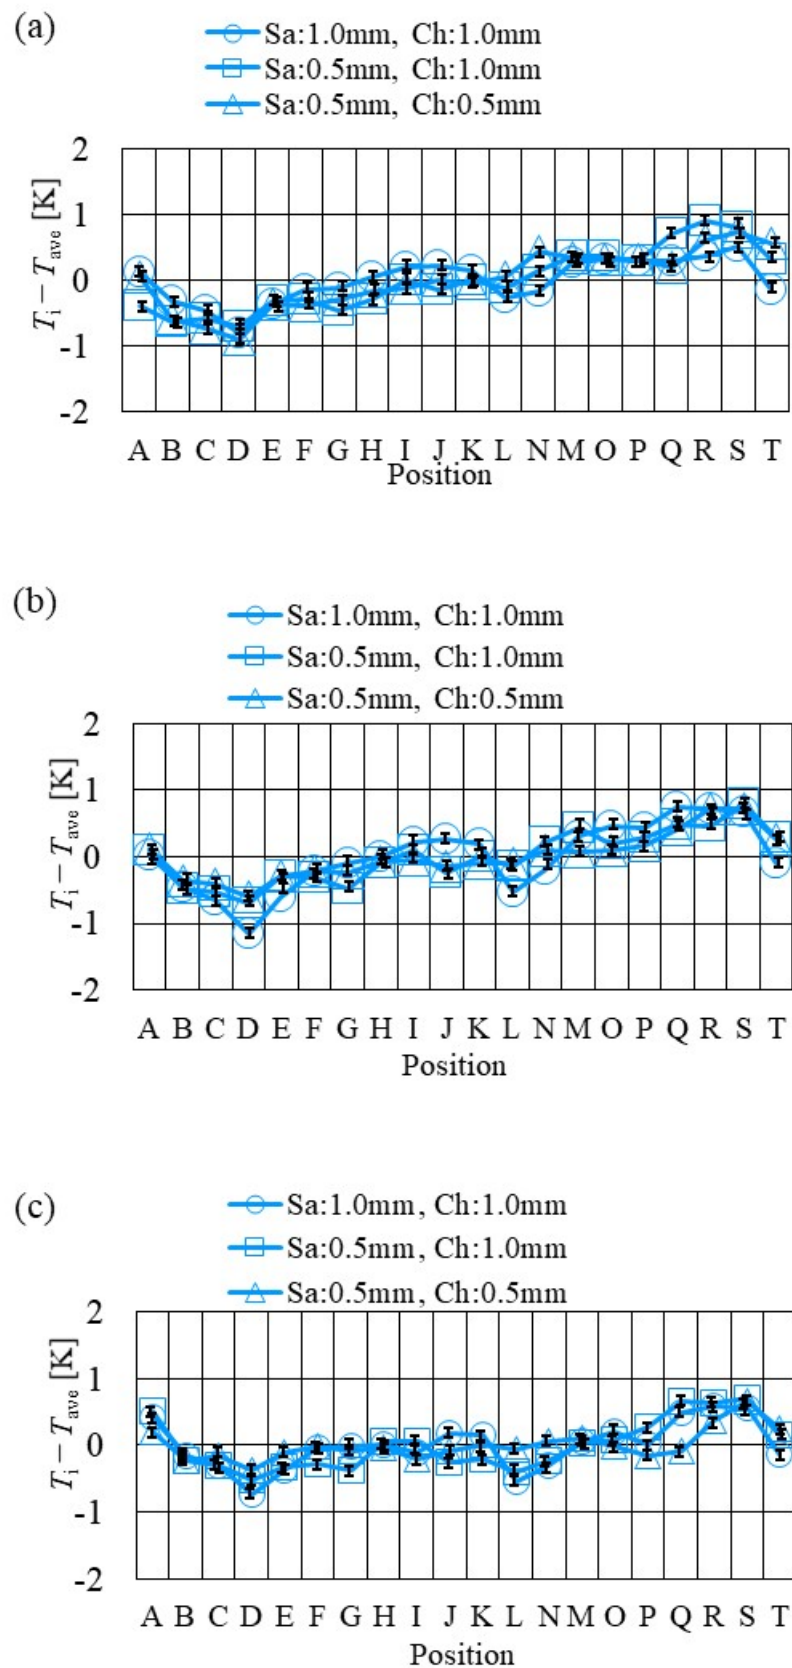 (a)
Sa:1.0mm, Ch:1.0mm
Sa:0.5mm, Ch:1.0mm
Sa:0.5mm, Ch:0.5mm
2
1
0
-1
-2
Ti − Tave [K]
A B C D E F G H I J K L N M O P Q R S T
Position
(b)
Sa:1.0mm, Ch:1.0mm
Sa:0.5mm, Ch:1.0mm
Sa:0.5mm, Ch:0.5mm
2
1
0
-1
-2
Ti − Tave [K]
A B C D E F G H I J K L N M O P Q R S T
Position
(c)
Sa:1.0mm, Ch:1.0mm
Sa:0.5mm, Ch:1.0mm
Sa:0.5mm, Ch:0.5mm
2
1
0
-1
-2
Ti − Tave [K]
A B C D E F G H I J K L N M O P Q R S T
Position